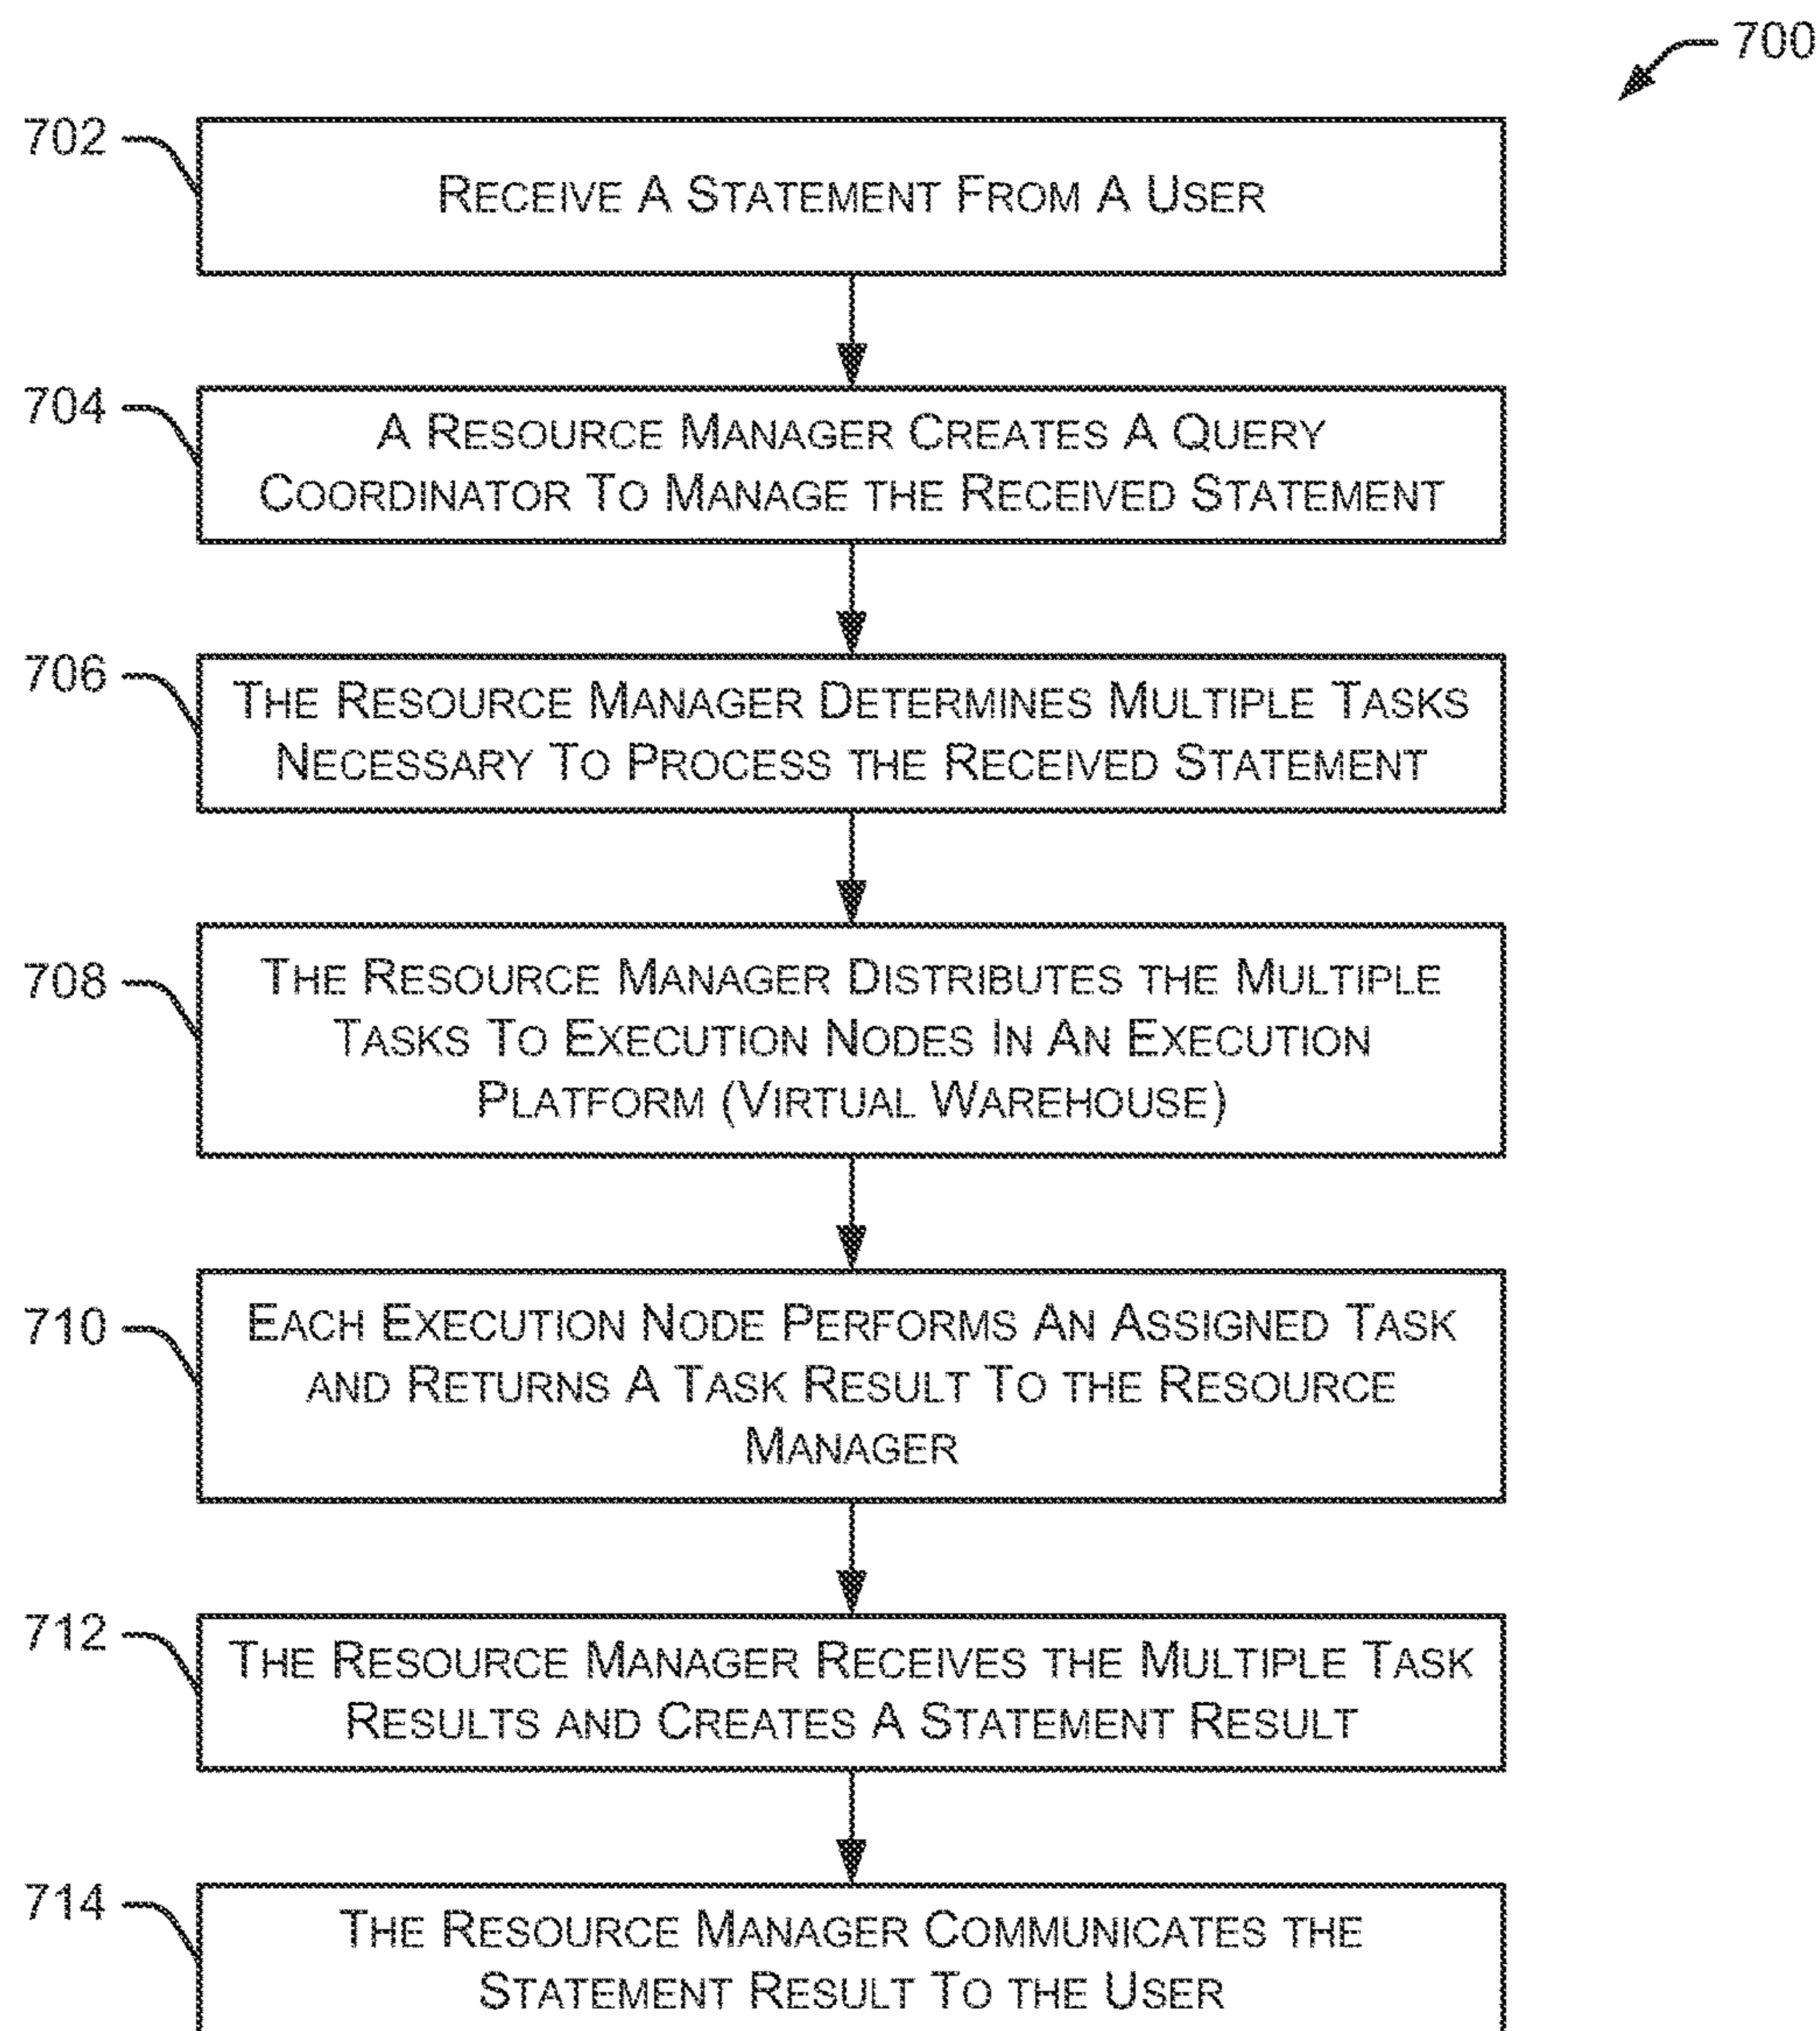 700
702
RECEIVE A STATEMENT FROM A USER
704
A RESOURCE MANAGER CREATES A QUERY
COORDINATOR TO MANAGE THE RECEIVED STATEMENT
706
THE RESOURCE MANAGER DETERMINES MULTIPLE TASKS
NECESSARY TO PROCESS THE RECEIVED STATEMENT
708
THE RESOURCE MANAGER DISTRIBUTES THE MULTIPLE
TASKS TO EXECUTION NODES IN AN EXECUTION
PLATFORM (VIRTUAL WAREHOUSE)
710
EACH EXECUTION NODE PERFORMS AN ASSIGNED TASK
AND RETURNS A TASK RESULT TO THE RESOURCE
MANAGER
712
THE RESOURCE MANAGER RECEIVES THE MULTIPLE TASK
RESULTS AND CREATES A STATEMENT RESULT
714
THE RESOURCE MANAGER COMMUNICATES THE
STATEMENT RESULT TO THE USER